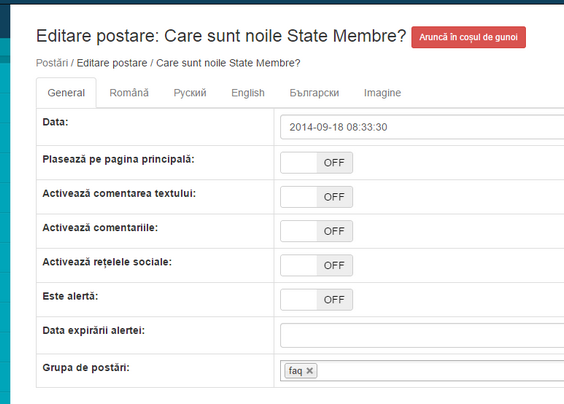 Editare postare: Care sunt noile State Membre? Aruncă în coșul de gunoi
Postări / Editare postare / Care sunt noile State Membre?
General Română Руский English Български Imagine
Data: 2014-09-18 08:33:30
Plasează pe pagina principală: OFF
Activează comentarea textului: OFF
Activează comentariile: OFF
Activează rețelele sociale: OFF
Este alertă: OFF
Data expirării alertei:
Grupa de postări: faq ×